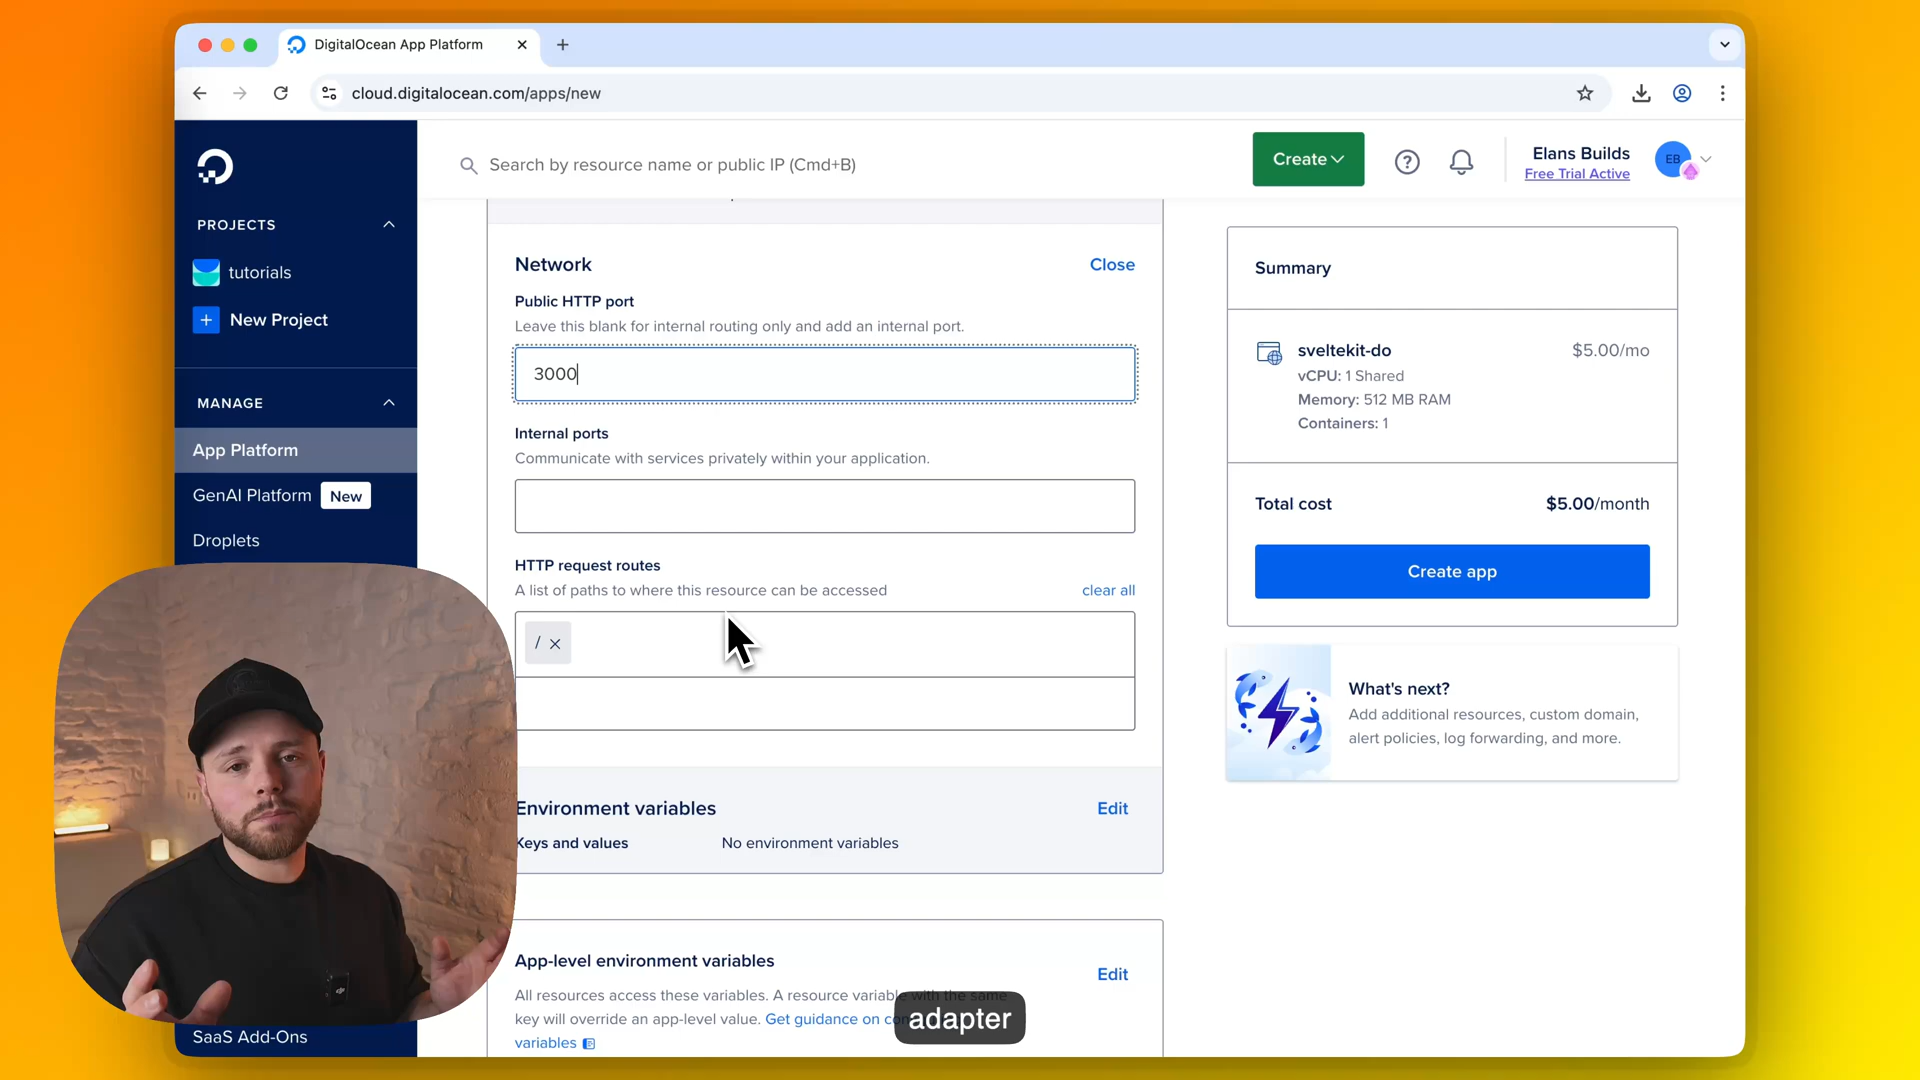 DigitalOcean App Platform
cloud.digitalocean.com/apps/new
Search by resource name or public IP (Cmd+B)
Create
Elans Builds
Free Trial Active
EB
PROJECTS
tutorials
+ New Project
MANAGE
App Platform
GenAI Platform New
Droplets
SaaS Add-Ons
Network
Close
Public HTTP port
Leave this blank for internal routing only and add an internal port.
3000
Internal ports
Communicate with services privately within your application.
HTTP request routes
A list of paths to where this resource can be accessed
clear all
/
Environment variables
Edit
Keys and values
No environment variables
App-level environment variables
Edit
All resources access these variables. A resource variable with the same
key will override an app-level value. Get guidance on
variables
adapter
Summary
sveltekit-do
$5.00/mo
vCPU: 1 Shared
Memory: 512 MB RAM
Containers: 1
Total cost
$5.00/month
Create app
What's next?
Add additional resources, custom domain,
alert policies, log forwarding, and more.